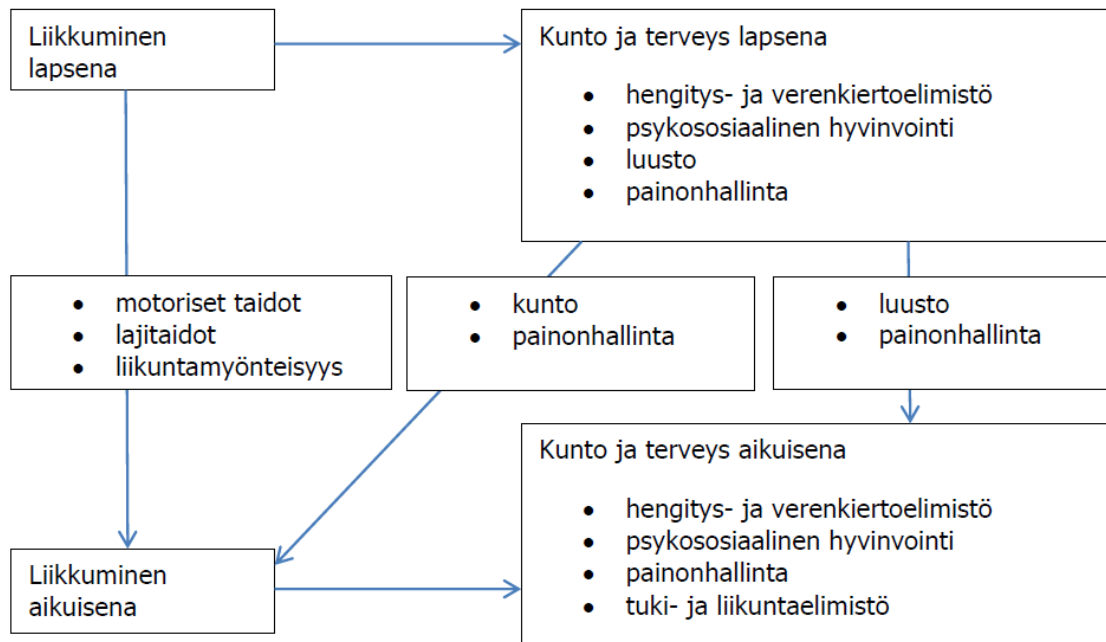 Liikkuminen
lapsena
Kunto ja terveys lapsena
• hengitys- ja verenkiertoelimistö
• psykososiaalinen hyvinvointi
• luusto
• painonhallinta
• motoriset taidot
• lajitaidot
• liikuntamyönteisyys
• kunto
• painonhallinta
• luusto
• painonhallinta
Kunto ja terveys aikuisena
• hengitys- ja verenkiertoelimistö
• psykososiaalinen hyvinvointi
• painonhallinta
• tuki- ja liikuntaelimistö
Liikkuminen
aikuisena